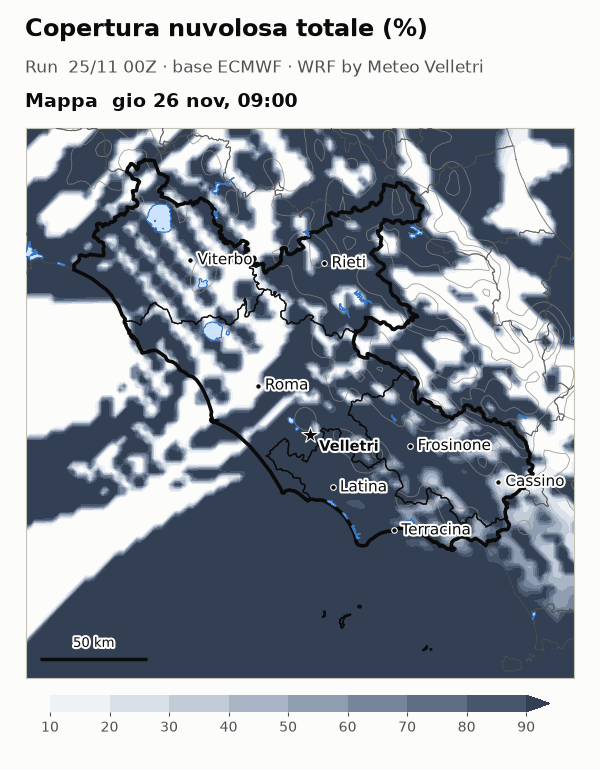 Copertura nuvolosa totale (%)
Run  25/11 00Z · base ECMWF · WRF by Meteo Velletri
Mappa  gio 26 nov, 09:00
Viterbo
Rieti
Roma
Velletri
Frosinone
Latina
Cassino
Terracina
50 km
10 20 30 40 50 60 70 80 90